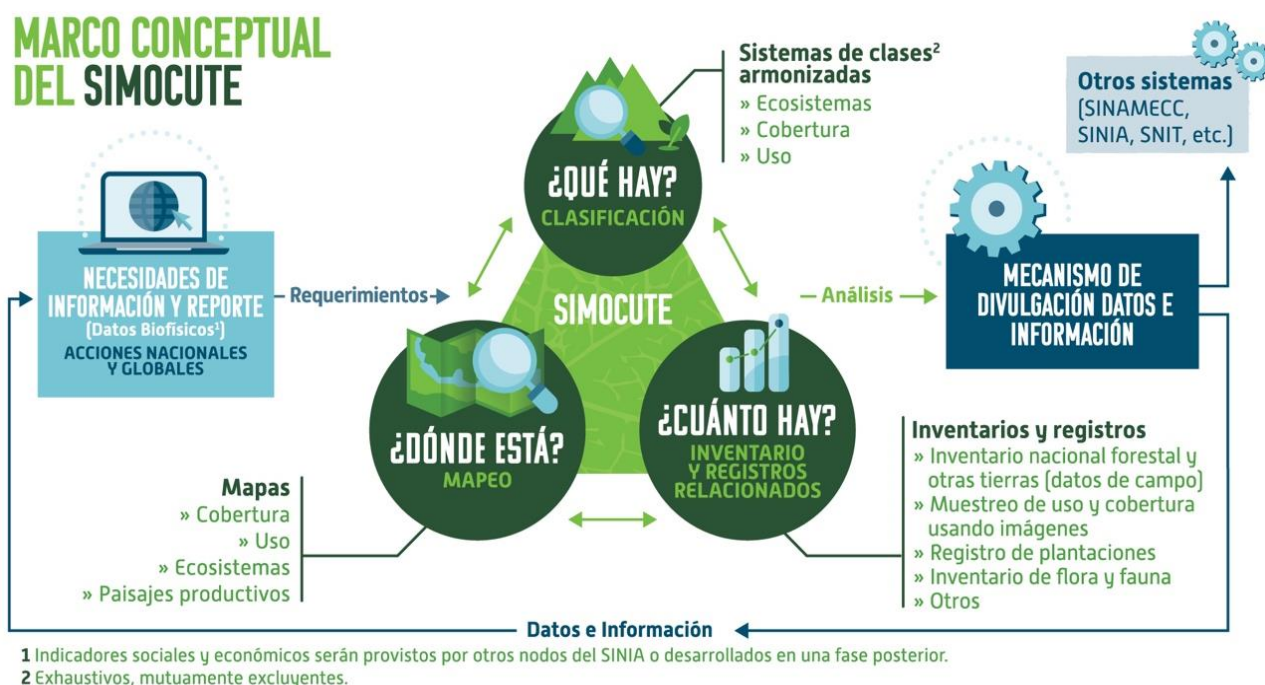 MARCO CONCEPTUAL
DEL SIMOCUTE
Sistemas de clases²
armonizadas
» Ecosistemas
» Cobertura
» Uso
Otros sistemas
(SINAMECC,
SINIA, SNIT, etc.)
¿QUÉ HAY?
CLASIFICACIÓN
NECESIDADES DE
INFORMACIÓN Y REPORTE
(Datos Biofísicos¹)
ACCIONES NACIONALES
Y GLOBALES
Requerimientos
SIMOCUTE
Análisis
MECANISMO DE
DIVULGACIÓN DATOS E
INFORMACIÓN
¿DÓNDE ESTÁ?
MAPEO
¿CUÁNTO HAY?
INVENTARIO
Y REGISTROS
RELACIONADOS
Mapas
» Cobertura
» Uso
» Ecosistemas
» Paisajes productivos
Inventarios y registros
» Inventario nacional forestal y
otras tierras (datos de campo)
» Muestreo de uso y cobertura
usando imágenes
» Registro de plantaciones
» Inventario de flora y fauna
» Otros
Datos e Información
1 Indicadores sociales y económicos serán provistos por otros nodos del SINIA o desarrollados en una fase posterior.
2 Exhaustivos, mutuamente excluyentes.